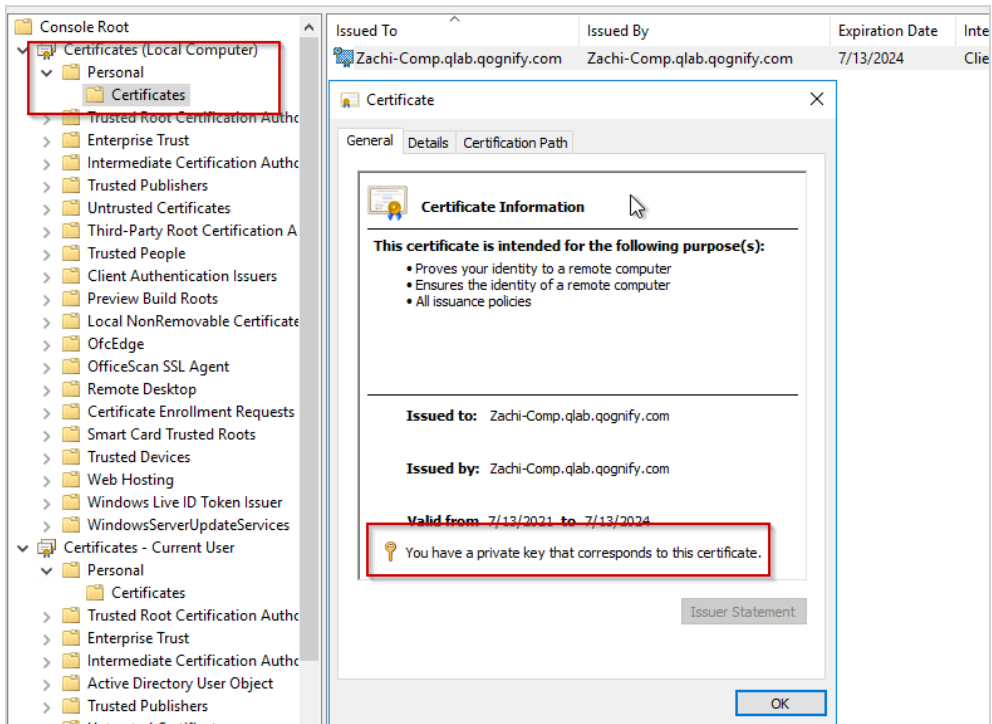 Console Root
Certificates (Local Computer)
Personal
Certificates
Trusted Root Certification Autho
Enterprise Trust
Intermediate Certification Autho
Trusted Publishers
Untrusted Certificates
Third-Party Root Certification A
Trusted People
Client Authentication Issuers
Preview Build Roots
Local NonRemovable Certificate
OfcEdge
OfficeScan SSL Agent
Remote Desktop
Certificate Enrollment Requests
Smart Card Trusted Roots
Trusted Devices
Web Hosting
Windows Live ID Token Issuer
WindowsServerUpdateServices
Certificates - Current User
Personal
Certificates
Trusted Root Certification Autho
Enterprise Trust
Intermediate Certification Autho
Active Directory User Object
Trusted Publishers
Issued To Issued By Expiration Date Inte
Zachi-Comp.qlab.qognify.com Zachi-Comp.qlab.qognify.com 7/13/2024 Clie
Certificate
General Details Certification Path
Certificate Information
This certificate is intended for the following purpose(s):
• Proves your identity to a remote computer
• Ensures the identity of a remote computer
• All issuance policies
Issued to: Zachi-Comp.qlab.qognify.com
Issued by: Zachi-Comp.qlab.qognify.com
Valid from 7/13/2021 to 7/13/2024
You have a private key that corresponds to this certificate.
Issuer Statement
OK